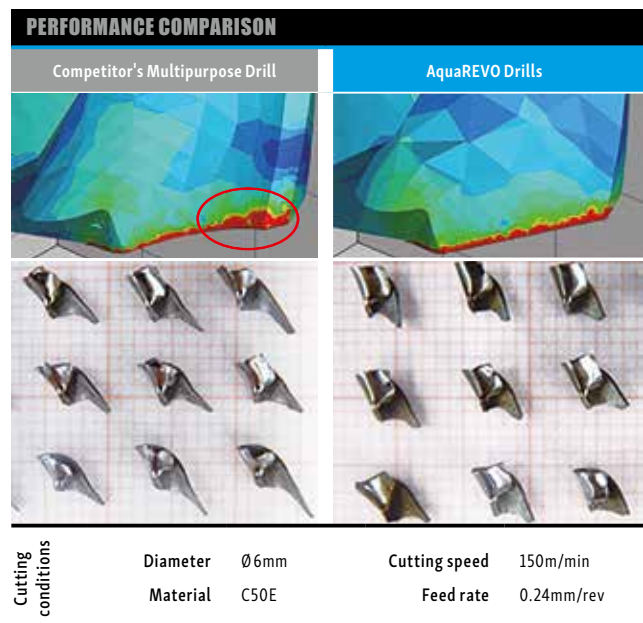 PERFORMANCE COMPARISON
Competitor's Multipurpose Drill
AquaREVO Drills
Cutting
conditions
Diameter Ø6mm Cutting speed 150m/min
Material C50E Feed rate 0.24mm/rev